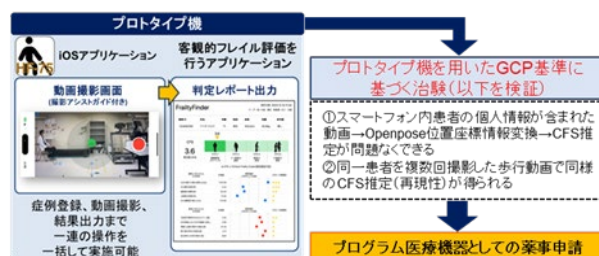 プロトタイプ機
iOSアプリケーション
客観的フレイル評価を
行うアプリケーション
動画撮影画面
(撮影アシストガイド付き)
判定レポート出力
FrailtyFinder
3.6
症例登録、動画撮影、
結果出力まで
一連の操作を
一括して実施可能
プロトタイプ機を用いたGCP基準に
基づく治験(以下を検証)
①スマートフォン内患者の個人情報が含まれた
動画→Openpose位置座標情報変換→CFS推
定が問題なくできる
②同一患者を複数回撮影した歩行動画で同様
のCFS推定(再現性)が得られる
プログラム医療機器としての薬事申請